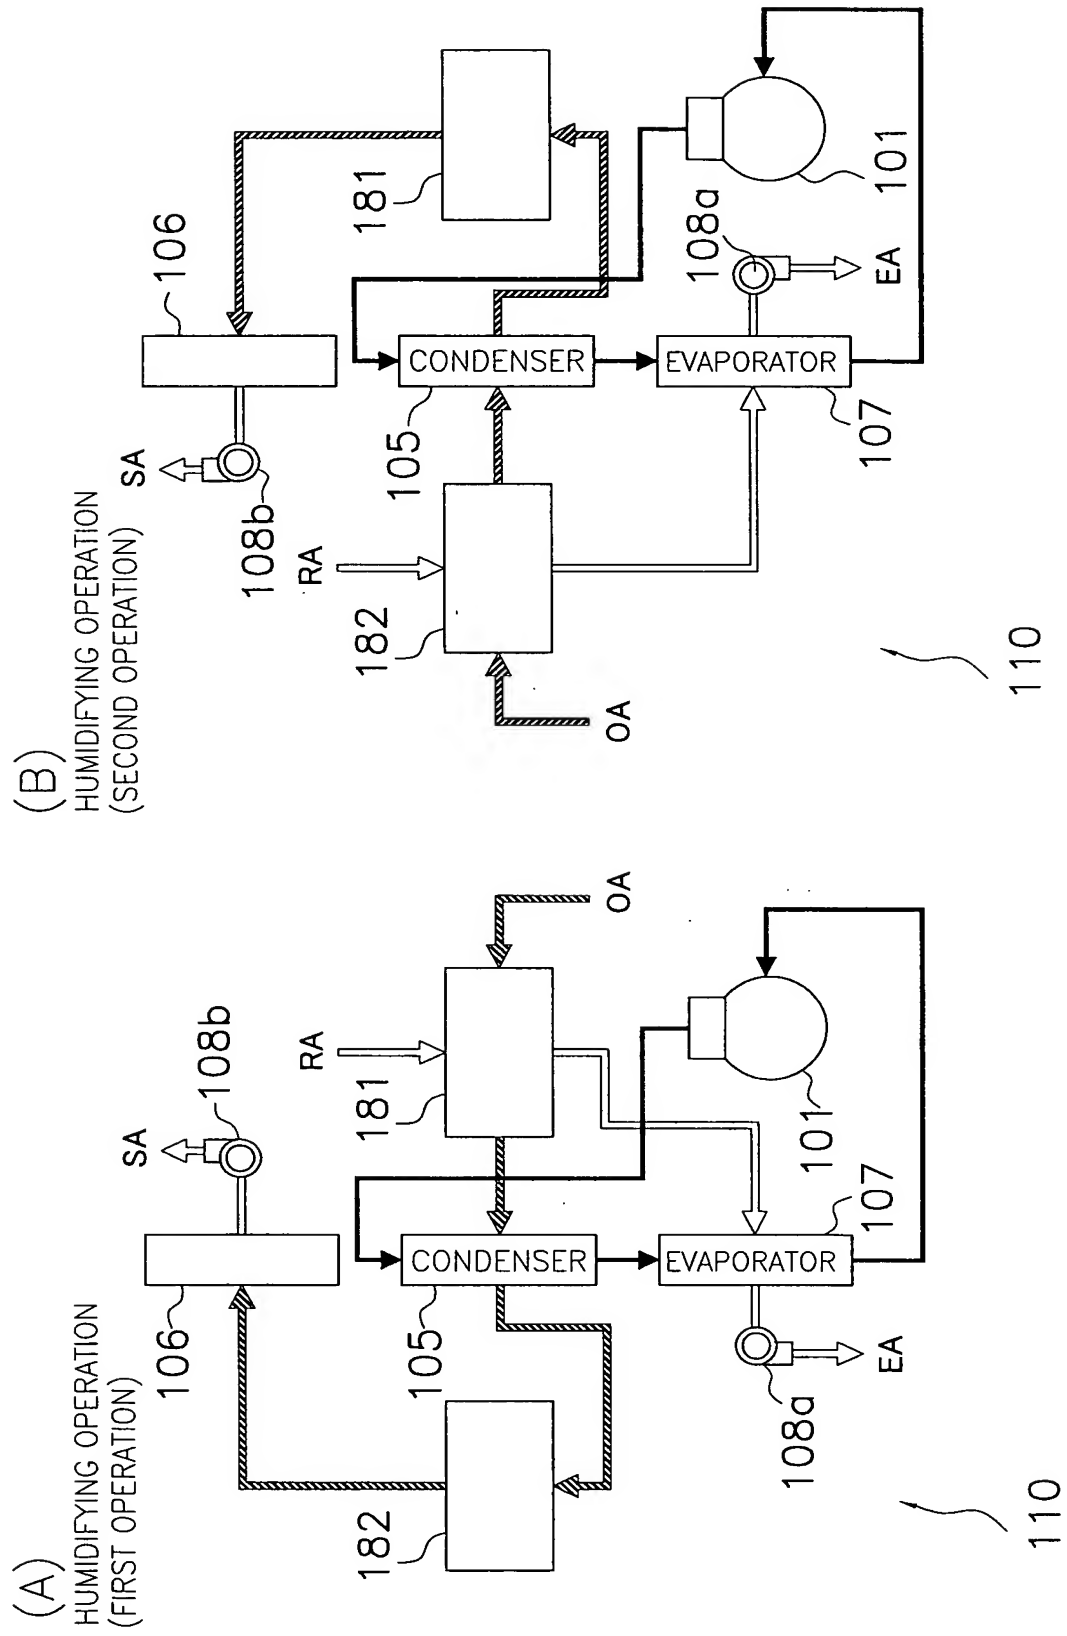 (A)
HUMIDIFYING OPERATION
(FIRST OPERATION)
SA
108b
106
RA
181
OA
182
105
CONDENSER
EVAPORATOR
107
101
108a
EA
110
(B)
HUMIDIFYING OPERATION
(SECOND OPERATION)
SA
108b
106
RA
182
OA
181
105
CONDENSER
EVAPORATOR
107
108a
EA
101
110